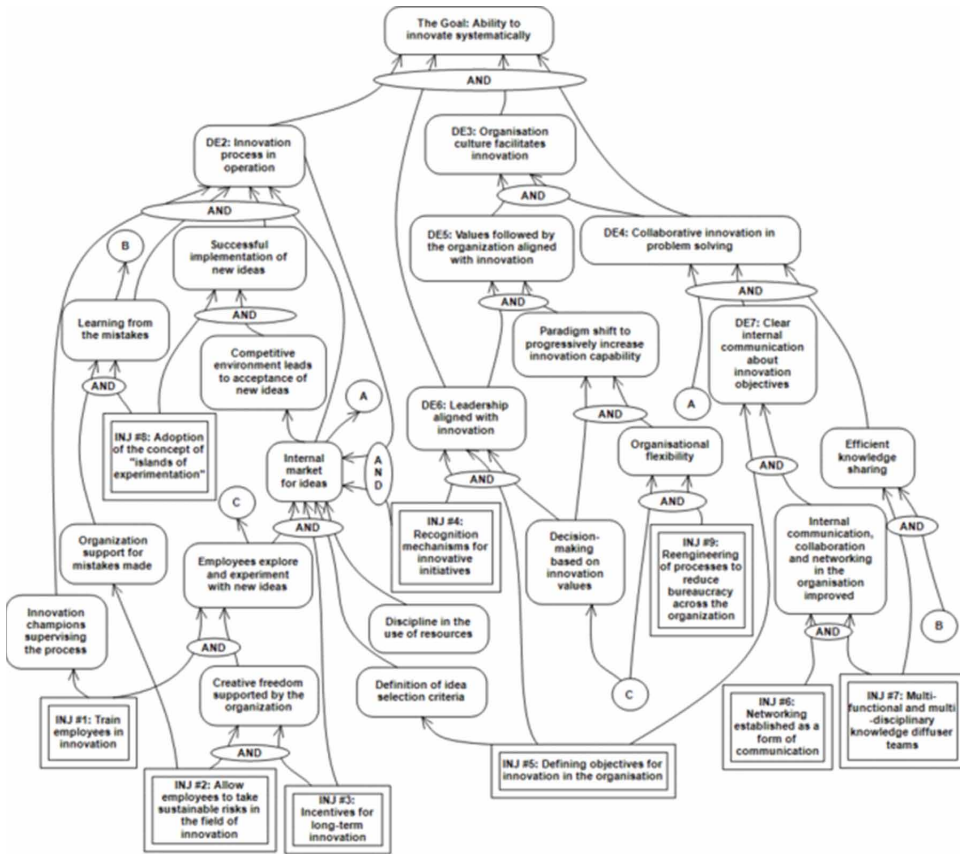 The Goal: Ability to
innovate systematically
AND
DE2: Innovation
process in
operation
DE3: Organisation
culture facilitates
innovation
AND
AND
B
Successful
implementation of
new ideas
DE5: Values followed by
the organization aligned
with innovation
DE4: Collaborative innovation in
problem solving
AND
AND
AND
Learning from
the mistakes
Competitive
environment leads
to acceptance of
new ideas
Paradigm shift to
progressively increase
innovation capability
DE7: Clear
internal
communication
about
innovation
objectives
AND
A
A
DE6: Leadership
aligned with
innovation
AND
INJ #8: Adoption
of the concept of
"islands of
experimentation"
Internal
market
for ideas
A
N
D
Organisational
flexibility
Efficient
knowledge
sharing
AND
AND
C
AND
AND
AND
Organization
support for
mistakes made
Employees explore
and experiment
with new ideas
INJ #4:
Recognition
mechanisms for
innovative
initiatives
Decision-
making
based on
innovation
values
INJ #9:
Reengineering
of processes to
reduce
bureaucracy
across the
organization
Internal
communication,
collaboration
and networking
in the
organisation
improved
Innovation
champions
supervising
the process
Discipline in
the use of
resources
AND
AND
B
Creative freedom
supported by the
organization
Definition of idea
selection criteria
C
INJ #1: Train
employees in
innovation
AND
INJ #5: Defining objectives for
innovation in the organisation
INJ #6:
Networking
established as a
form of
communication
INJ #7: Multi-
functional and multi
-disciplinary
knowledge diffuser
teams
INJ #2: Allow
employees to take
sustainable risks in
the field of
innovation
INJ #3:
Incentives for
long-term
innovation